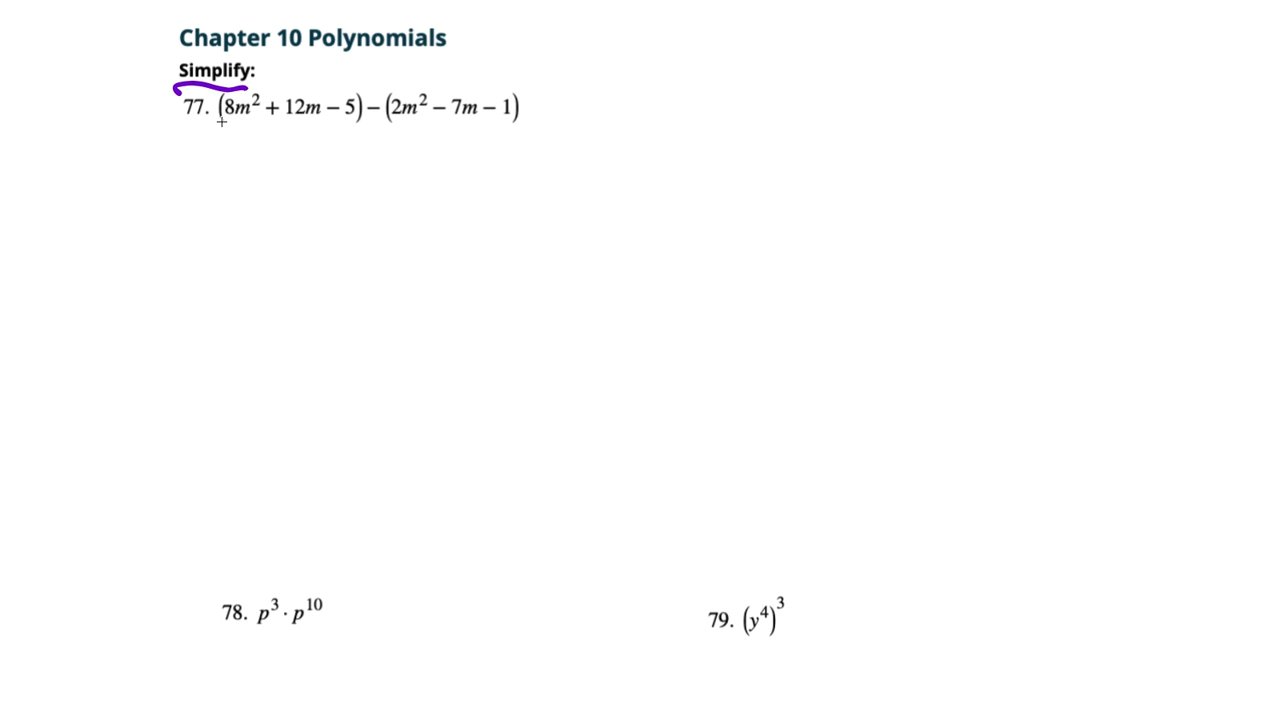 Chapter 10 Polynomials
Simplify:
77. (8m² + 12m − 5) − (2m² − 7m − 1)
78. p³ · p¹⁰
79. (y⁴)³